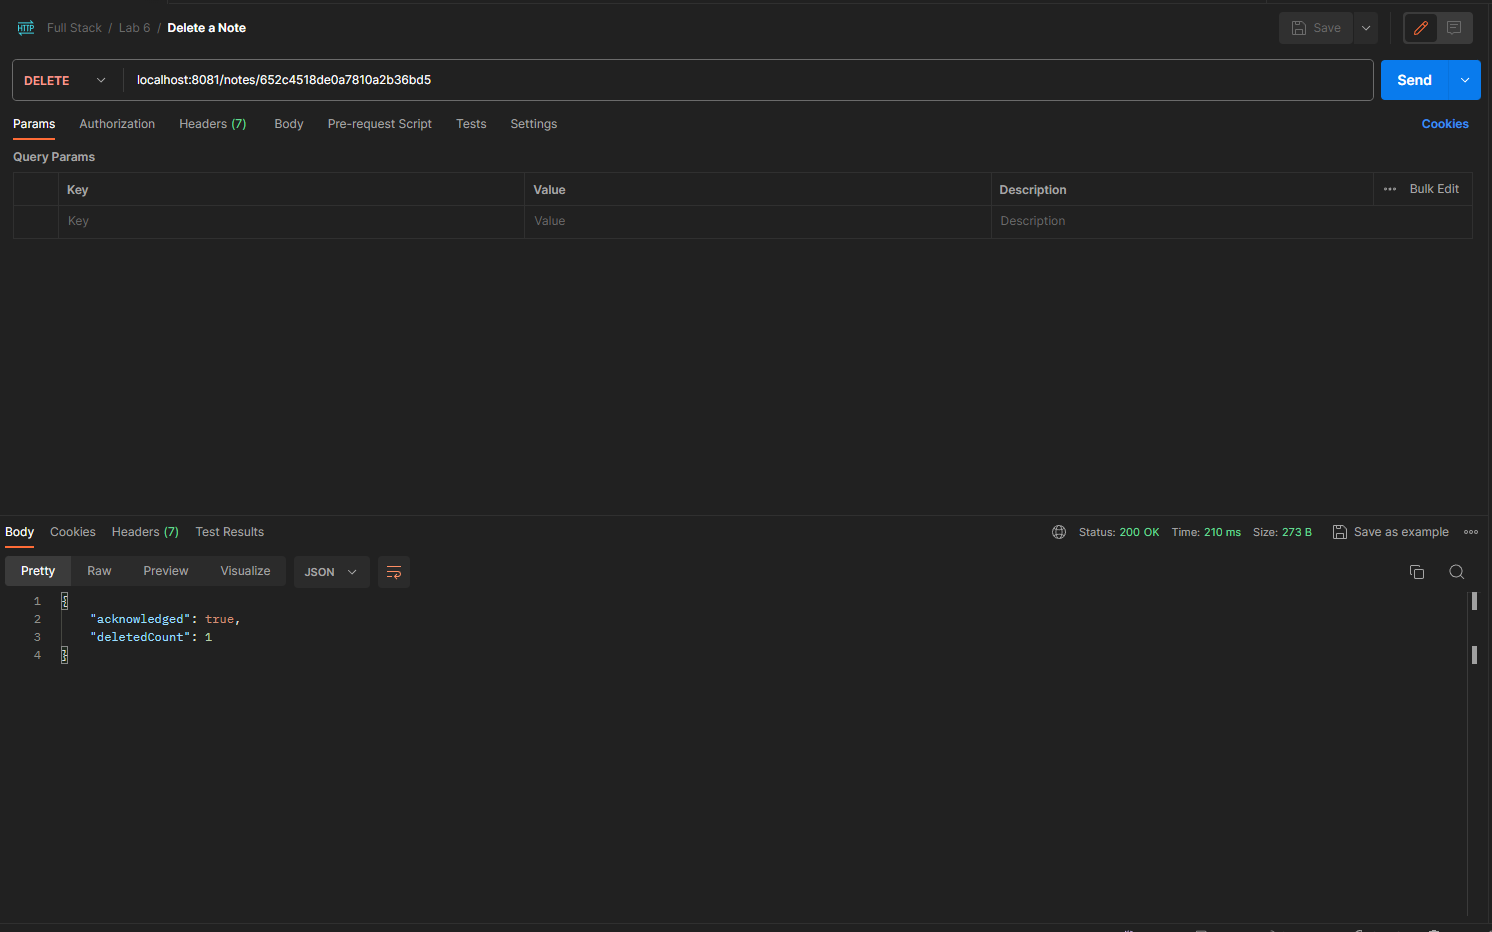 HTTP Full Stack / Lab 6 / Delete a Note Save
DELETE localhost:8081/notes/652c4518de0a7810a2b36bd5 Send
Params Authorization Headers (7) Body Pre-request Script Tests Settings Cookies
Query Params
Key Value Description ••• Bulk Edit
Key Value Description
Body Cookies Headers (7) Test Results Status: 200 OK Time: 210 ms Size: 273 B Save as example
Pretty Raw Preview Visualize JSON
1 {
2 "acknowledged": true,
3 "deletedCount": 1
4 }